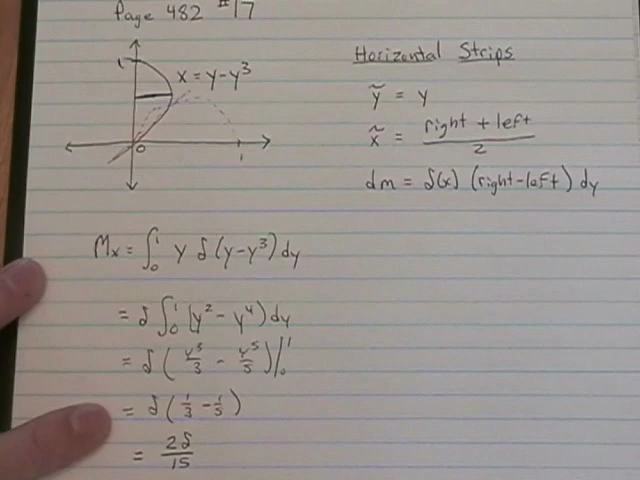 Page 482 #17
1
x = y - y³
0
1
Horizontal Strips
ỹ = y
x̃ = (right + left)/2
dm = δ(x) (right - left) dy
Mx = ∫₀¹ y δ (y - y³) dy
= δ ∫₀¹ (y² - y⁴) dy
= δ ( y³/3 - y⁵/5 ) |₀¹
= δ ( 1/3 - 1/5 )
= 2δ/15